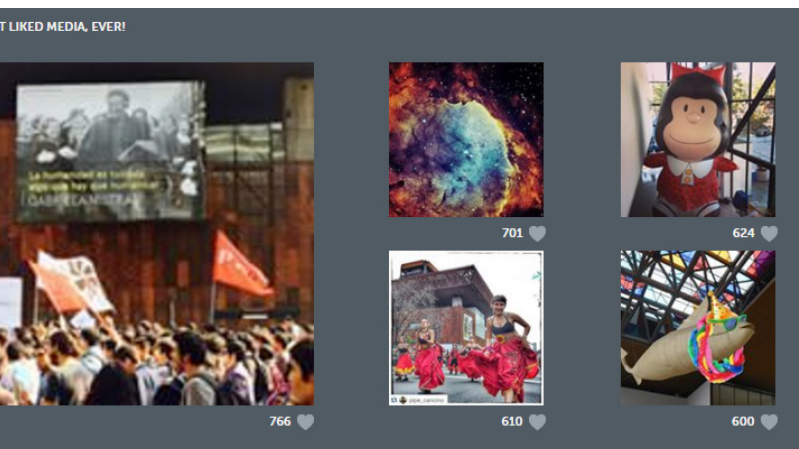 T LIKED MEDIA, EVER!
La humanidad es todavía
algo que hay que humanizar
GABRIELA MISTRAL
701
624
pipe_cancino
766
610
600